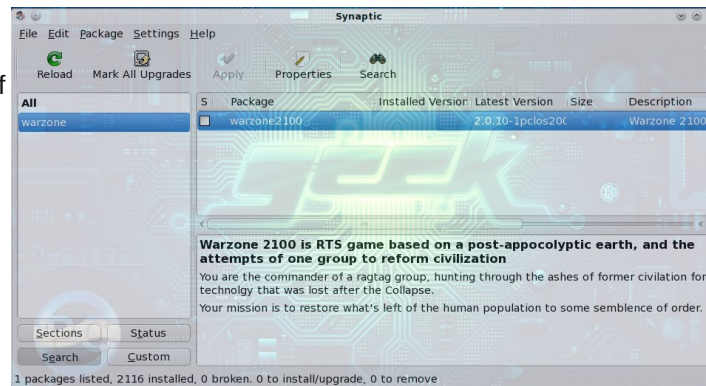 Synaptic
File Edit Package Settings Help
Reload Mark All Upgrades Apply Properties Search
f
All
S Package Installed Version Latest Version Size Description
warzone
warzone2100 2.0.10-1pclos20( Warzone 2100
geek
Warzone 2100 is RTS game based on a post-appocolyptic earth, and the
attempts of one group to reform civilization
You are the commander of a ragtag group, hunting through the ashes of former civilation for
technolgy that was lost after the Collapse.
Your mission is to restore what's left of the human population to some semblence of order.
Sections Status
Search Custom
1 packages listed, 2116 installed, 0 broken. 0 to install/upgrade, 0 to remove